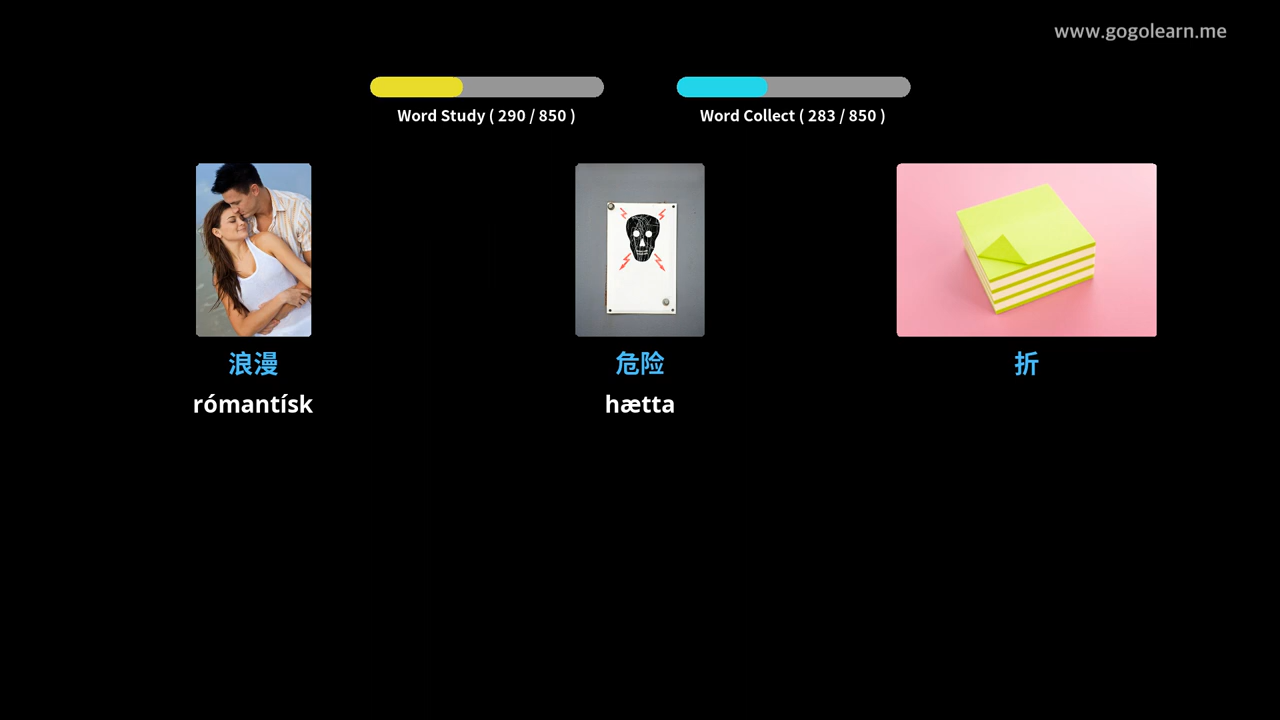 www.gogolearn.me
Word Study ( 290 / 850 )
Word Collect ( 283 / 850 )
浪漫
危险
折
rómantísk
hætta